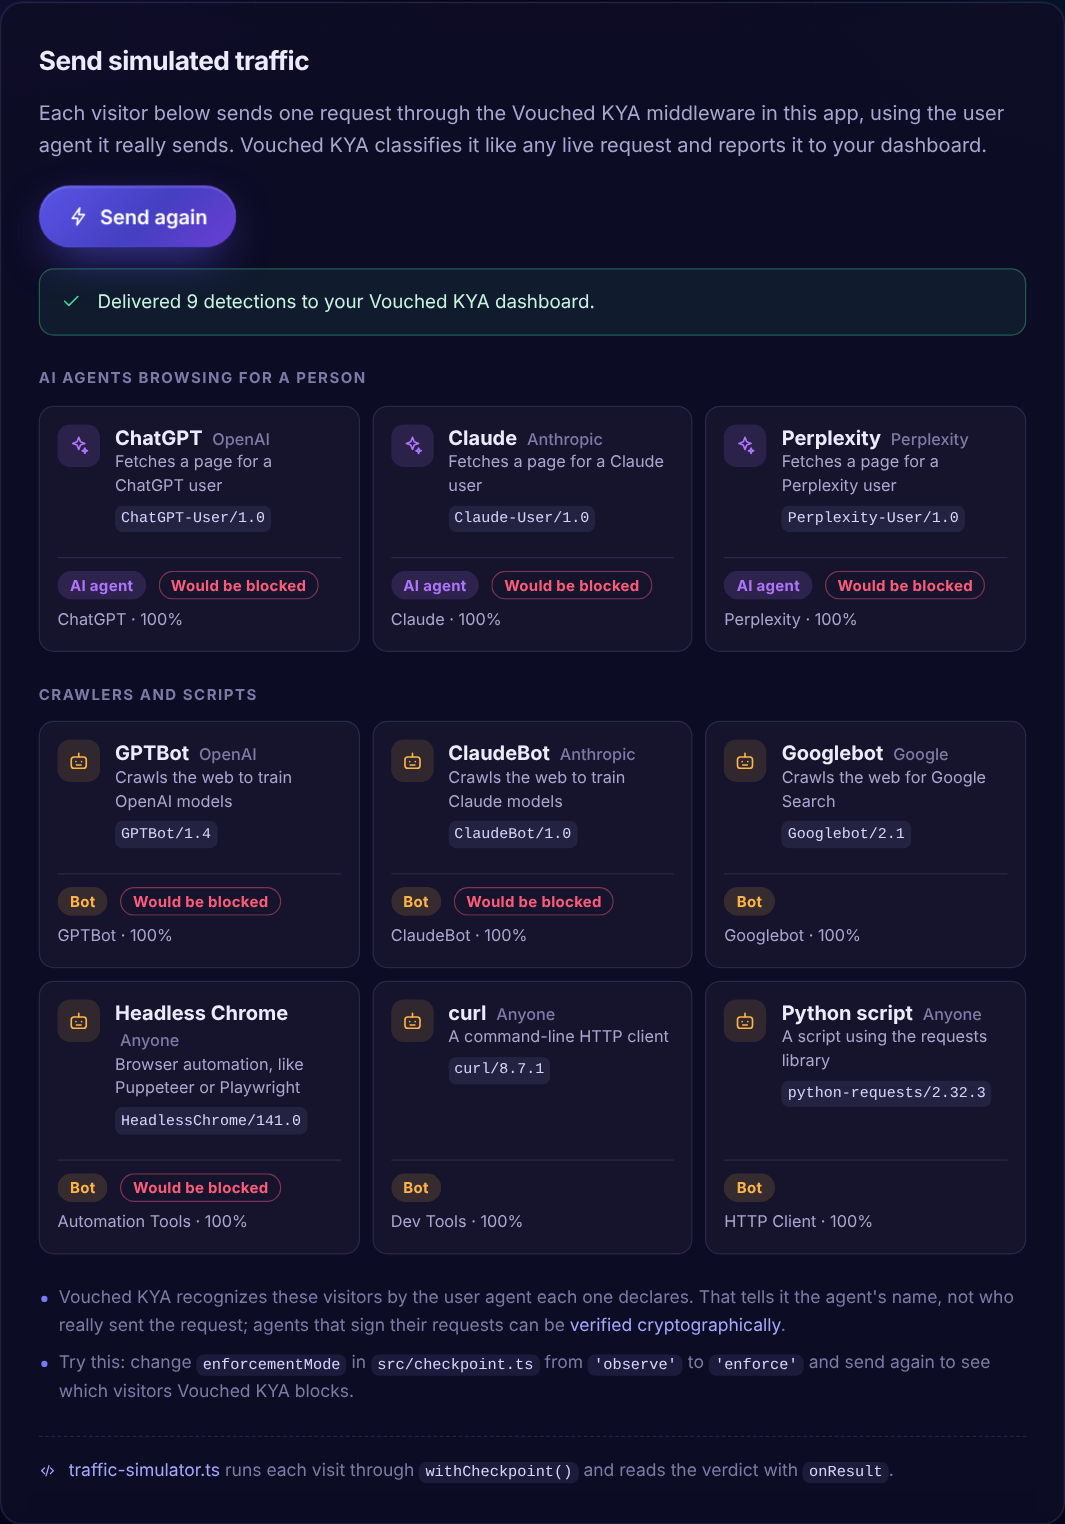 Send simulated traffic
Each visitor below sends one request through the Vouched KYA middleware in this app, using the user
agent it really sends. Vouched KYA classifies it like any live request and reports it to your dashboard.
Send again
Delivered 9 detections to your Vouched KYA dashboard.
AI AGENTS BROWSING FOR A PERSON
ChatGPT OpenAI
Fetches a page for a
ChatGPT user
ChatGPT-User/1.0
AI agent Would be blocked
ChatGPT · 100%
Claude Anthropic
Fetches a page for a Claude
user
Claude-User/1.0
AI agent Would be blocked
Claude · 100%
Perplexity Perplexity
Fetches a page for a
Perplexity user
Perplexity-User/1.0
AI agent Would be blocked
Perplexity · 100%
CRAWLERS AND SCRIPTS
GPTBot OpenAI
Crawls the web to train
OpenAI models
GPTBot/1.4
Bot Would be blocked
GPTBot · 100%
ClaudeBot Anthropic
Crawls the web to train
Claude models
ClaudeBot/1.0
Bot Would be blocked
ClaudeBot · 100%
Googlebot Google
Crawls the web for Google
Search
Googlebot/2.1
Bot
Googlebot · 100%
Headless Chrome
Anyone
Browser automation, like
Puppeteer or Playwright
HeadlessChrome/141.0
Bot Would be blocked
Automation Tools · 100%
curl Anyone
A command-line HTTP client
curl/8.7.1
Bot
Dev Tools · 100%
Python script Anyone
A script using the requests
library
python-requests/2.32.3
Bot
HTTP Client · 100%
• Vouched KYA recognizes these visitors by the user agent each one declares. That tells it the agent's name, not who
really sent the request; agents that sign their requests can be verified cryptographically.
• Try this: change enforcementMode in src/checkpoint.ts from 'observe' to 'enforce' and send again to see
which visitors Vouched KYA blocks.
traffic-simulator.ts runs each visit through withCheckpoint() and reads the verdict with onResult.